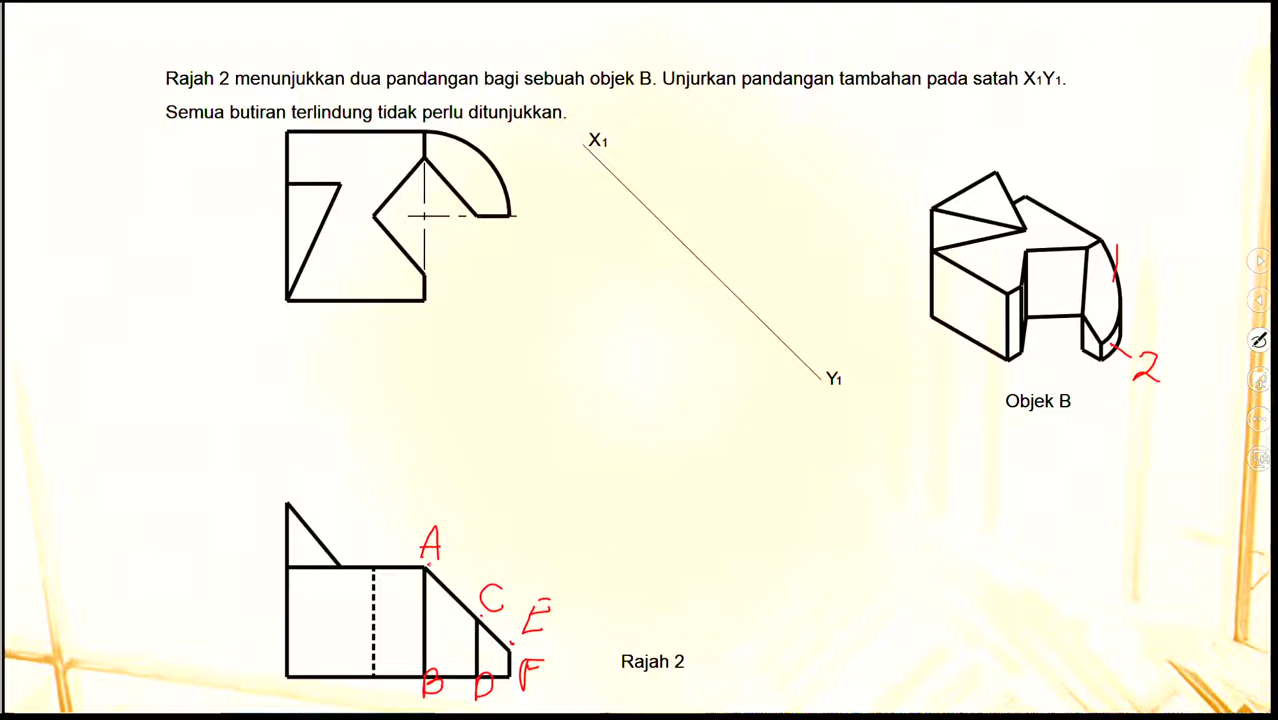 Rajah 2 menunjukkan dua pandangan bagi sebuah objek B. Unjurkan pandangan tambahan pada satah X₁Y₁.
Semua butiran terlindung tidak perlu ditunjukkan.
X₁
Y₁
1
2
Objek B
A
C
E
B
D
F
Rajah 2